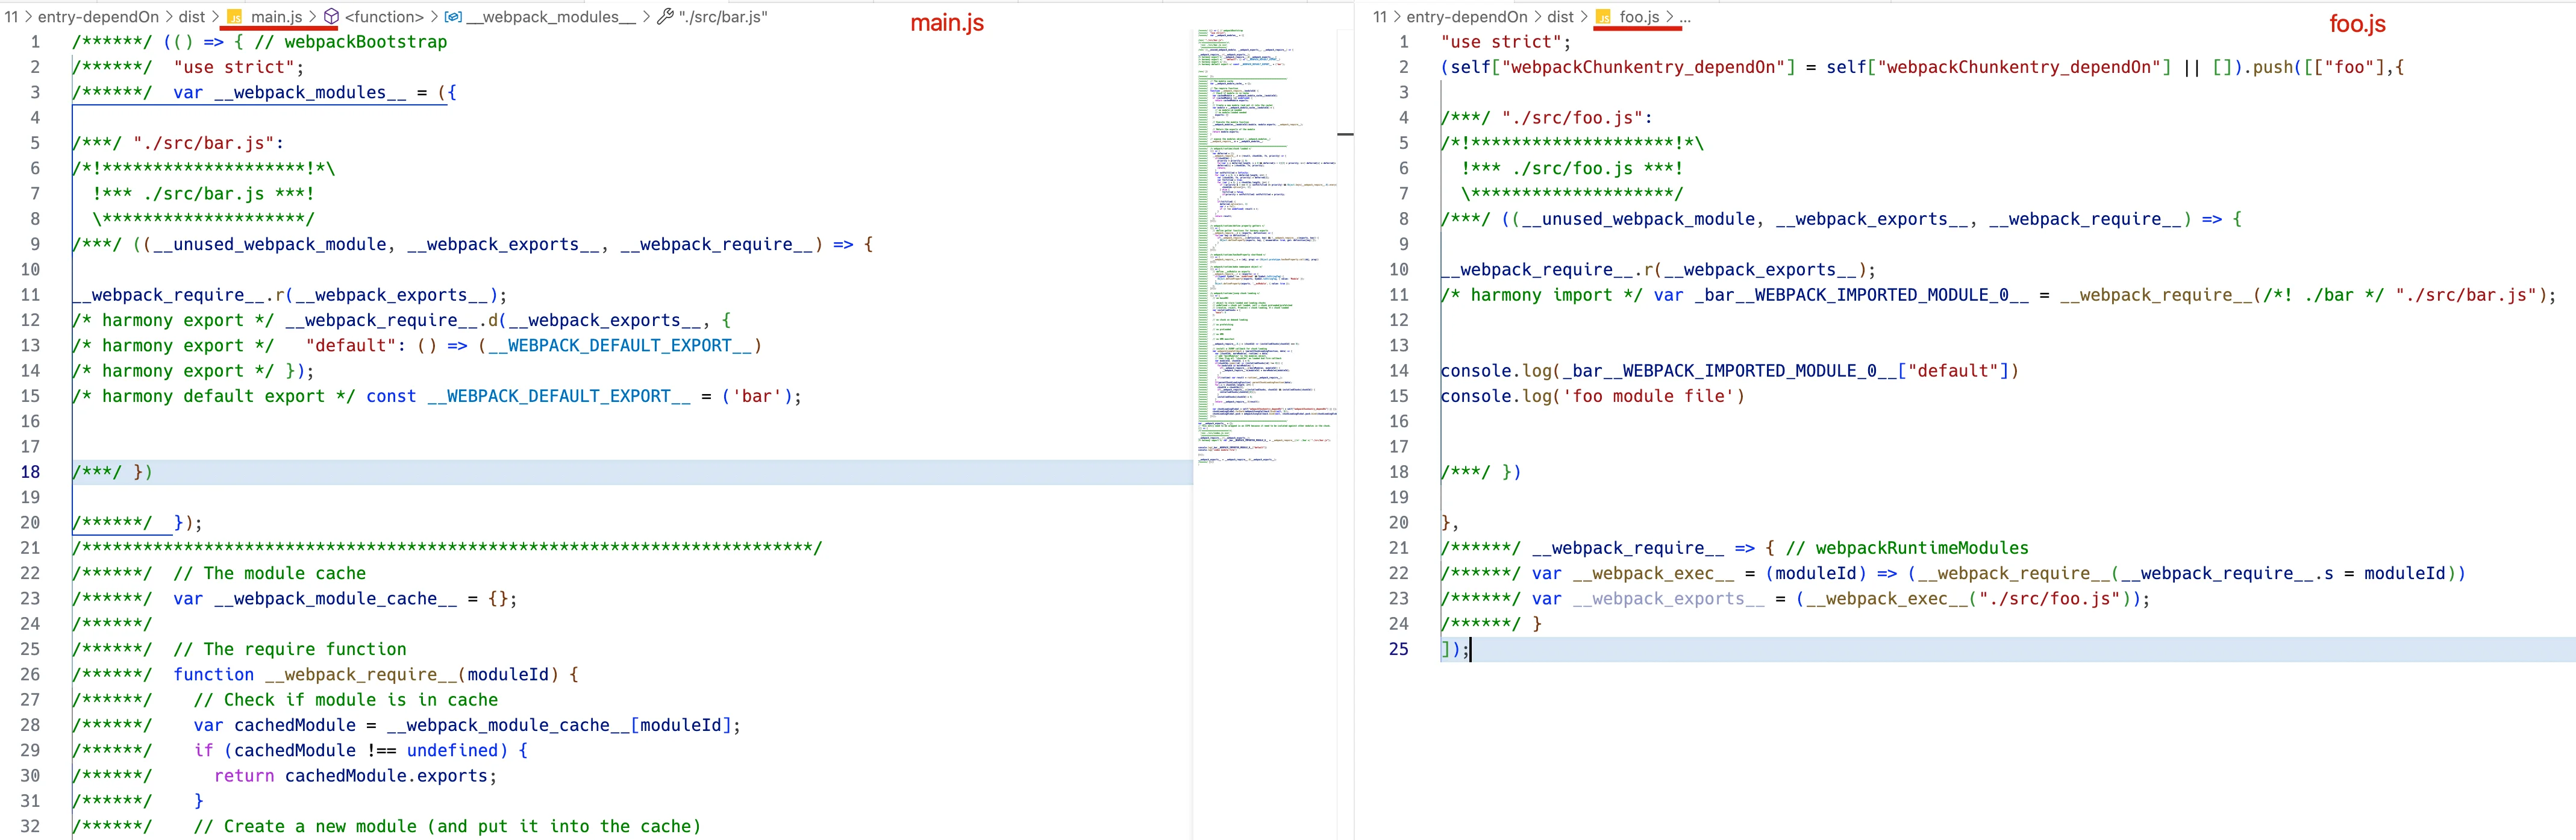 11 > entry-dependOn > dist > JS main.js > <function> > __webpack_modules__ > "./src/bar.js"
main.js
1 /******/ (() => { // webpackBootstrap
2 /******/ 	"use strict";
3 /******/ 	var __webpack_modules__ = ({
4
5 /***/ "./src/bar.js":
6 /*!********************!*\
7   !*** ./src/bar.js ***!
8   \********************/
9 /***/ ((__unused_webpack_module, __webpack_exports__, __webpack_require__) => {
10
11 __webpack_require__.r(__webpack_exports__);
12 /* harmony export */ __webpack_require__.d(__webpack_exports__, {
13 /* harmony export */   "default": () => (__WEBPACK_DEFAULT_EXPORT__)
14 /* harmony export */ });
15 /* harmony default export */ const __WEBPACK_DEFAULT_EXPORT__ = ('bar');
16
17
18 /***/ })
19
20 /******/ 	});
21 /************************************************************************/
22 /******/ 	// The module cache
23 /******/ 	var __webpack_module_cache__ = {};
24 /******/
25 /******/ 	// The require function
26 /******/ 	function __webpack_require__(moduleId) {
27 /******/ 		// Check if module is in cache
28 /******/ 		var cachedModule = __webpack_module_cache__[moduleId];
29 /******/ 		if (cachedModule !== undefined) {
30 /******/ 			return cachedModule.exports;
31 /******/ 		}
32 /******/ 		// Create a new module (and put it into the cache)
11 > entry-dependOn > dist > JS foo.js > ...
foo.js
1 "use strict";
2 (self["webpackChunkentry_dependOn"] = self["webpackChunkentry_dependOn"] || []).push([["foo"],{
3
4 /***/ "./src/foo.js":
5 /*!********************!*\
6   !*** ./src/foo.js ***!
7   \********************/
8 /***/ ((__unused_webpack_module, __webpack_exports__, __webpack_require__) => {
9
10 __webpack_require__.r(__webpack_exports__);
11 /* harmony import */ var _bar__WEBPACK_IMPORTED_MODULE_0__ = __webpack_require__(/*! ./bar */ "./src/bar.js");
12
13
14 console.log(_bar__WEBPACK_IMPORTED_MODULE_0__["default"])
15 console.log('foo module file')
16
17
18 /***/ })
19
20 },
21 /******/ __webpack_require__ => { // webpackRuntimeModules
22 /******/ var __webpack_exec__ = (moduleId) => (__webpack_require__(__webpack_require__.s = moduleId))
23 /******/ var __webpack_exports__ = (__webpack_exec__("./src/foo.js"));
24 /******/ }
25 ]);